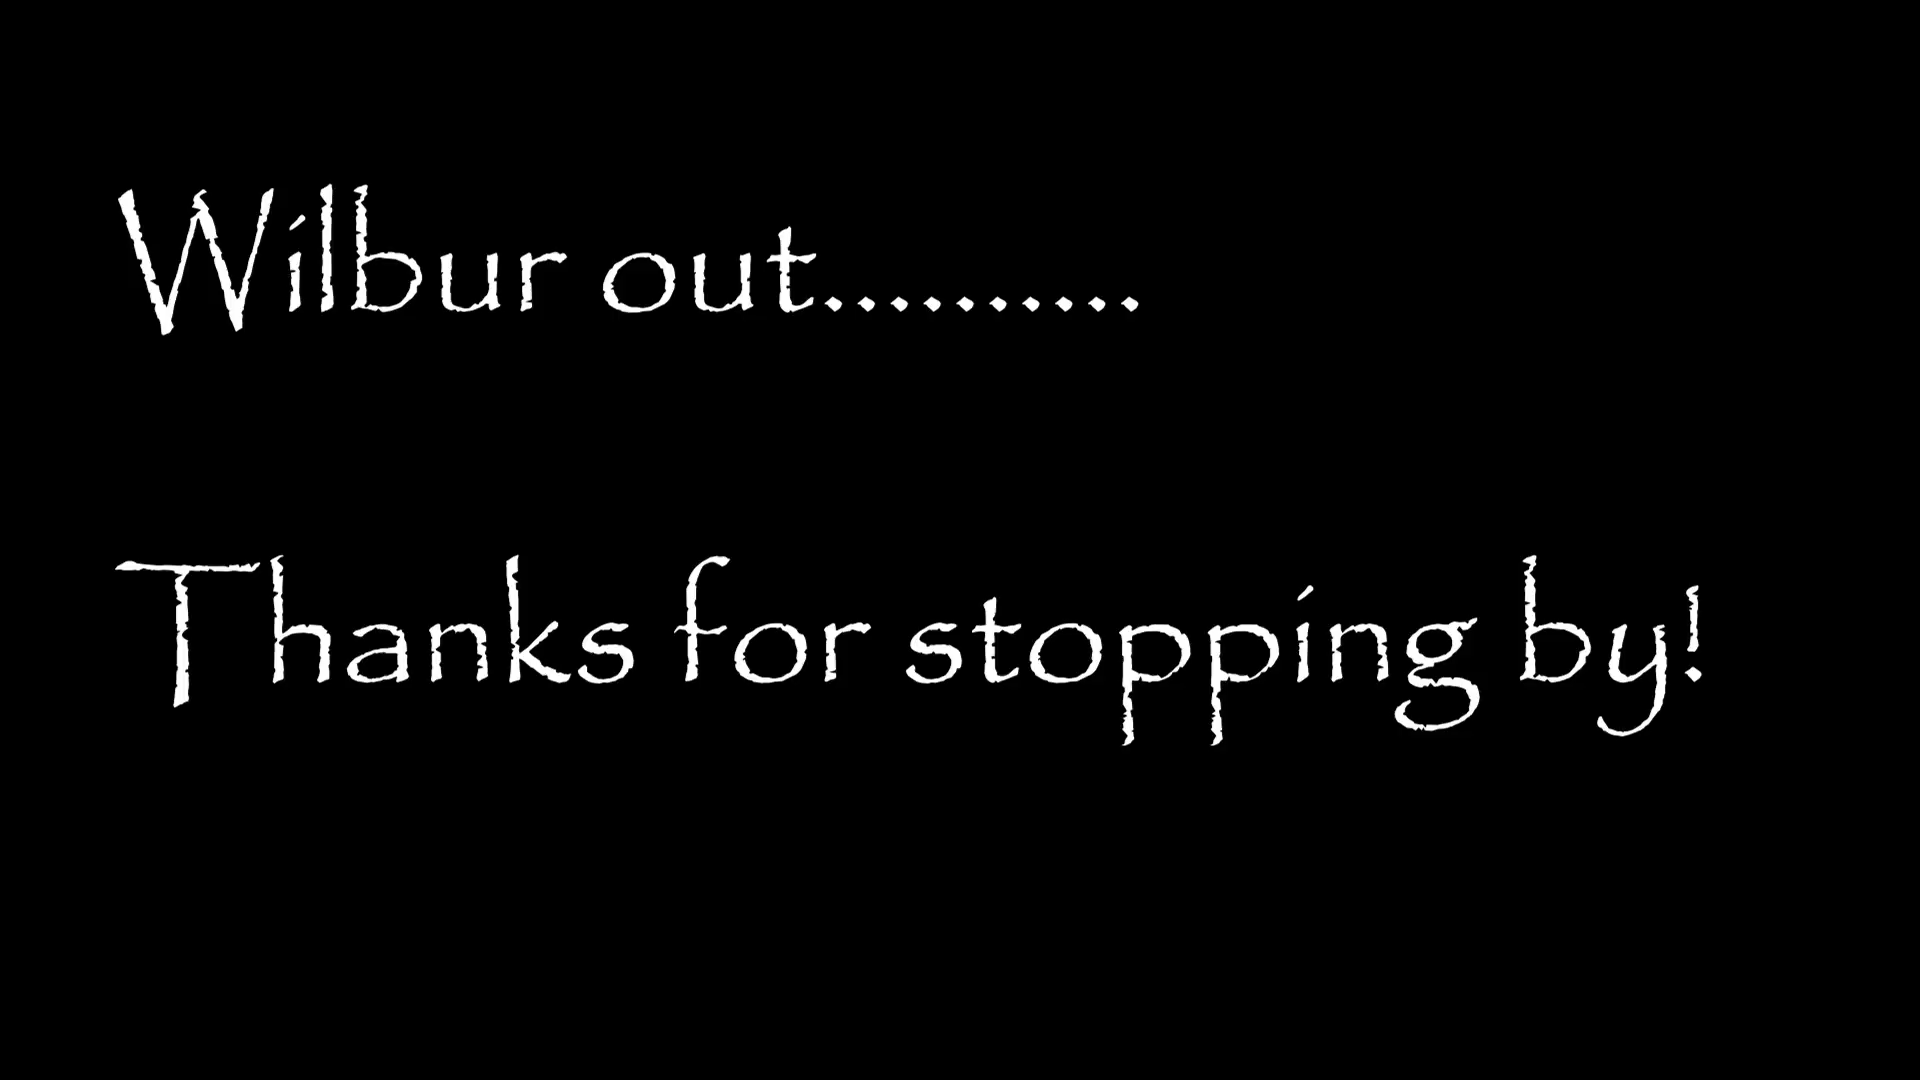 Wilbur out..........
Thanks for stopping by!